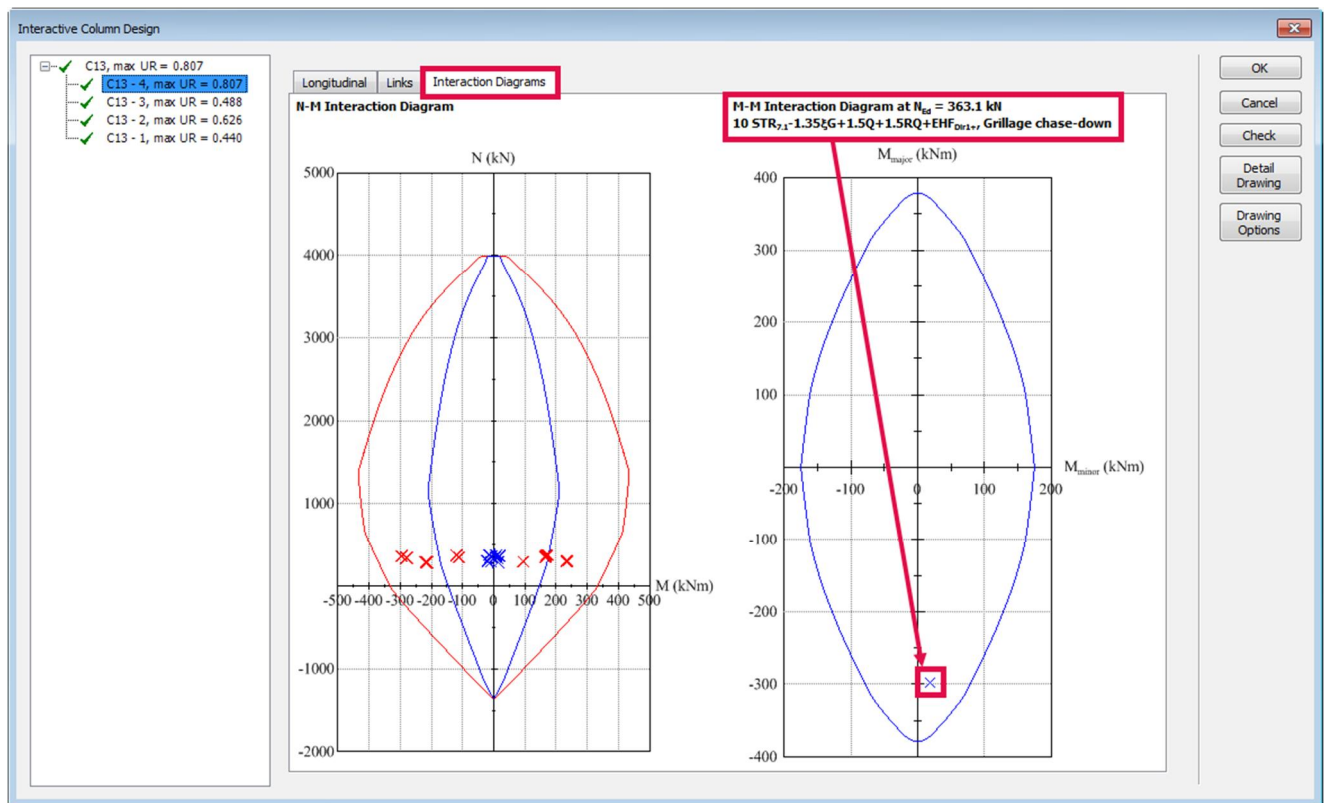 Interactive Column Design
C13, max UR = 0.807
C13 - 4, max UR = 0.807
C13 - 3, max UR = 0.488
C13 - 2, max UR = 0.626
C13 - 1, max UR = 0.440
Longitudinal Links Interaction Diagrams
N-M Interaction Diagram
N (kN)
5000
4000
3000
2000
1000
M (kNm)
-500 -400 -300 -200 -100 0 100 200 300 400 500
-1000
-2000
M-M Interaction Diagram at NEd = 363.1 kN
10 STR7.1-1.35ξG+1.5Q+1.5RQ+EHFDir1+, Grillage chase-down
Mmajor (kNm)
400
300
200
100
Mminor (kNm)
-200 -100 0 100 200
-100
-200
-300
-400
OK
Cancel
Check
Detail
Drawing
Drawing
Options